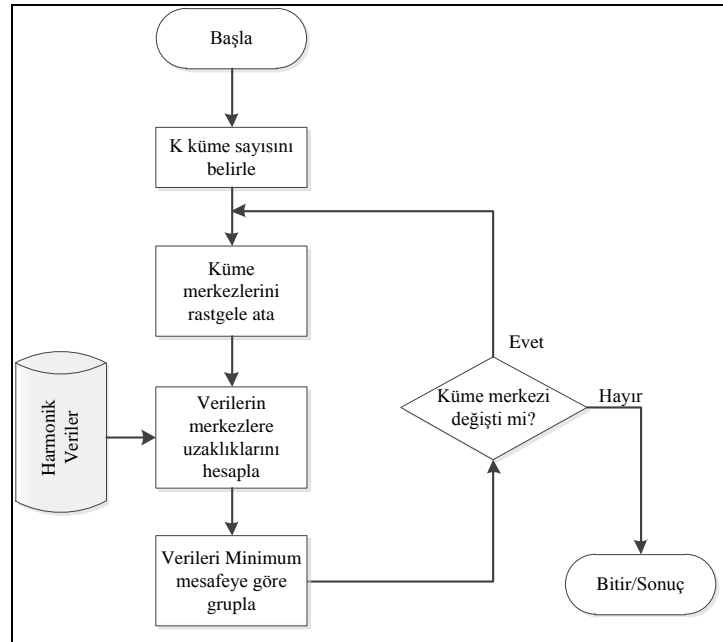 Başla
K küme sayısını
belirle
Küme
merkezlerini
rastgele ata
Harmonik
Veriler
Verilerin
merkezlere
uzaklıklarını
hesapla
Verileri Minimum
mesafeye göre
grupla
Evet
Küme merkezi
değişti mi?
Hayır
Bitir/Sonuç